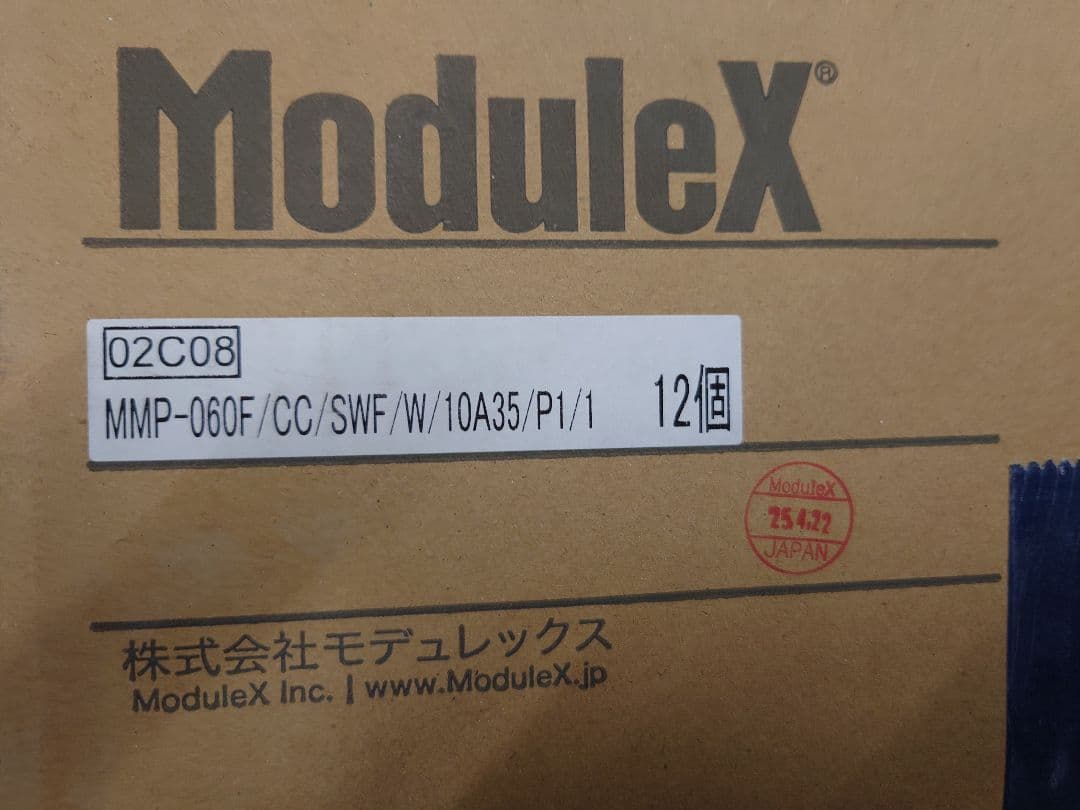 ModuleX®
02C08
MMP-060F/CC/SWF/W/10A35/P1/1 12個
ModuleX
'25.4.22
JAPAN
株式会社モデュレックス
ModuleX Inc. | www.ModuleX.jp